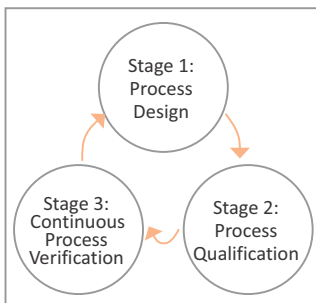 Stage 1:
Process
Design
Stage 2:
Process
Qualification
Stage 3:
Continuous
Process
Verification